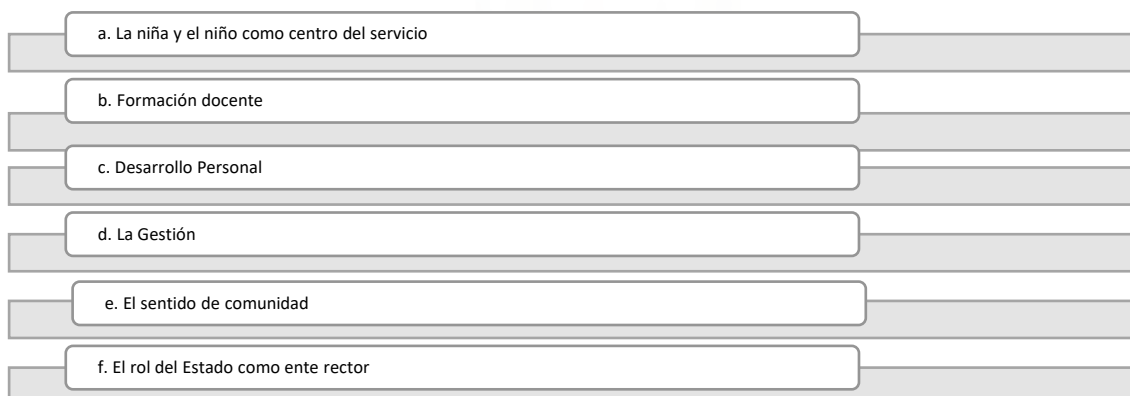 a. La niña y el niño como centro del servicio
b. Formación docente
c. Desarrollo Personal
d. La Gestión
e. El sentido de comunidad
f. El rol del Estado como ente rector